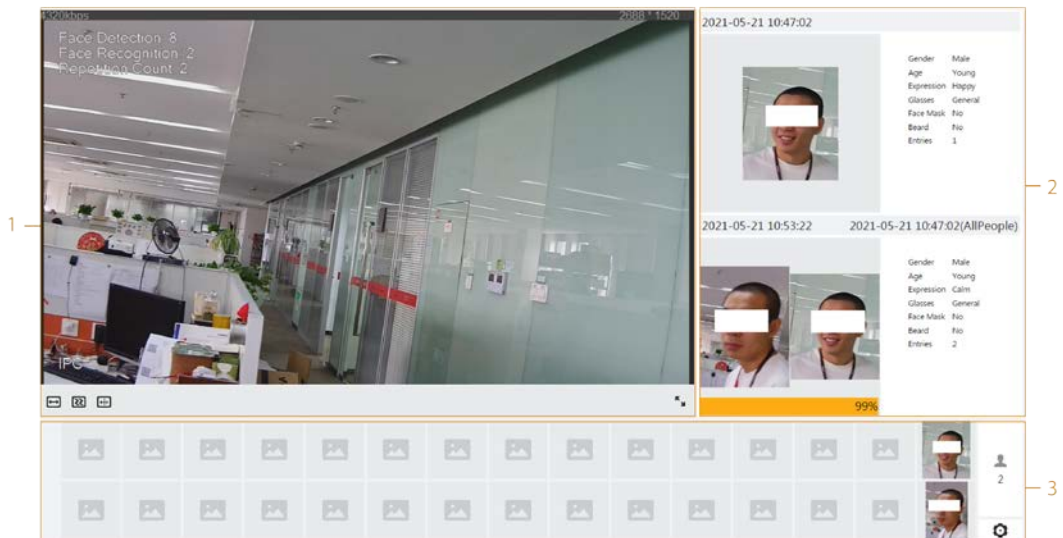 4320kbps
2688 * 1520
Face Detection 8
Face Recognition 2
Repetition Count 2
IPC
1
2021-05-21 10:47:02
Gender Male
Age Young
Expression Happy
Glasses General
Face Mask No
Beard No
Entries 1
2
2021-05-21 10:53:22 2021-05-21 10:47:02(AllPeople)
Gender Male
Age Young
Expression Calm
Glasses General
Face Mask No
Beard No
Entries 2
99%
2
3